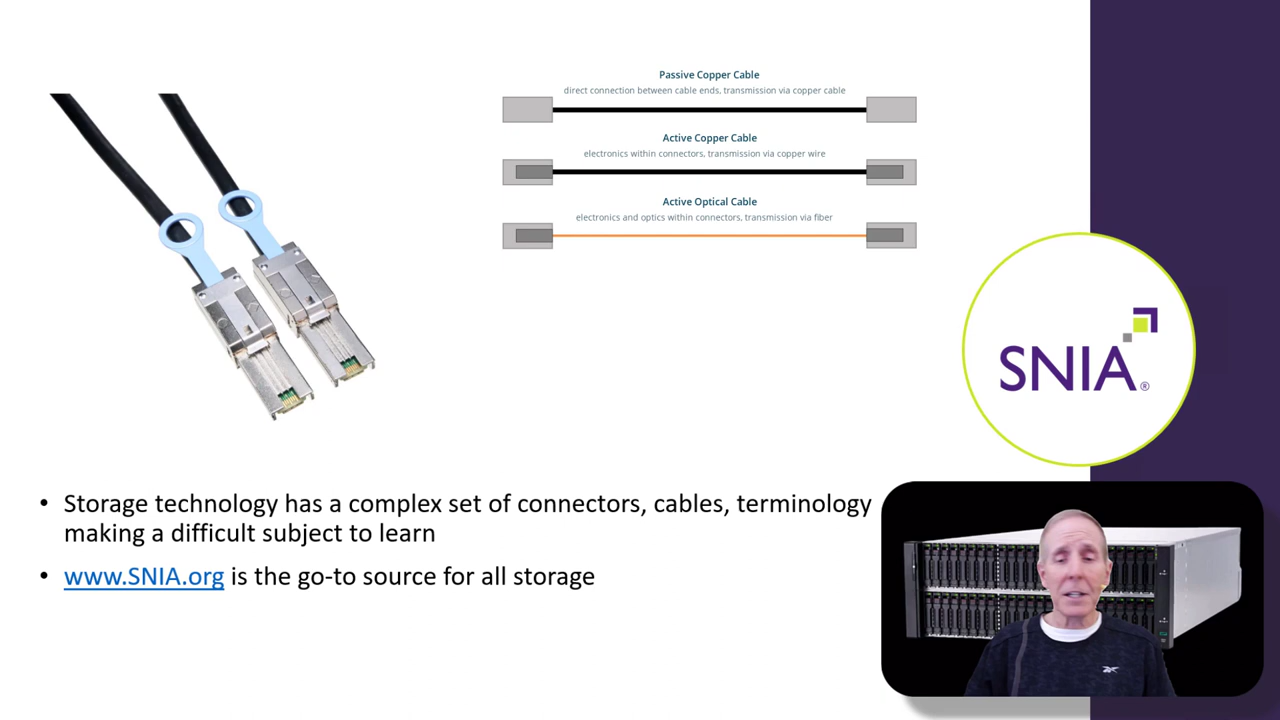 Passive Copper Cable
direct connection between cable ends, transmission via copper cable
Active Copper Cable
electronics within connectors, transmission via copper wire
Active Optical Cable
electronics and optics within connectors, transmission via fiber
SNIA®
• Storage technology has a complex set of connectors, cables, terminology
making a difficult subject to learn
• www.SNIA.org is the go-to source for all storage